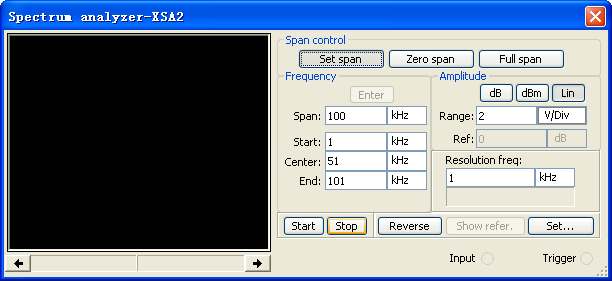 Spectrum analyzer-XSA2
Span control
Set span Zero span Full span
Frequency Amplitude
Enter dB dBm Lin
Span: 100 kHz Range: 2 V/Div
Start: 1 kHz Ref: 0 dB
Center: 51 kHz Resolution freq:
End: 101 kHz 1 kHz
Start Stop Reverse Show refer. Set...
Input Trigger